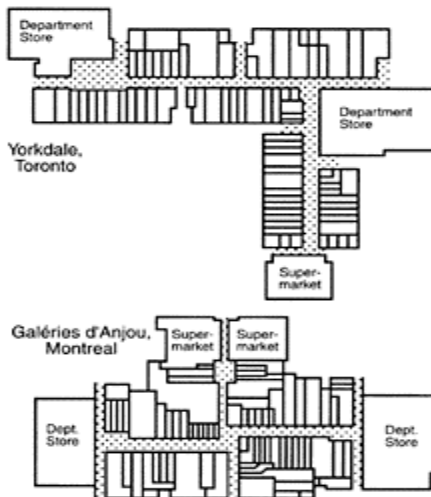 Department
Store
Department
Store
Yorkdale,
Toronto
Super-
market
Galéries d'Anjou,
Montreal
Super-
market
Super-
market
Dept.
Store
Dept.
Store